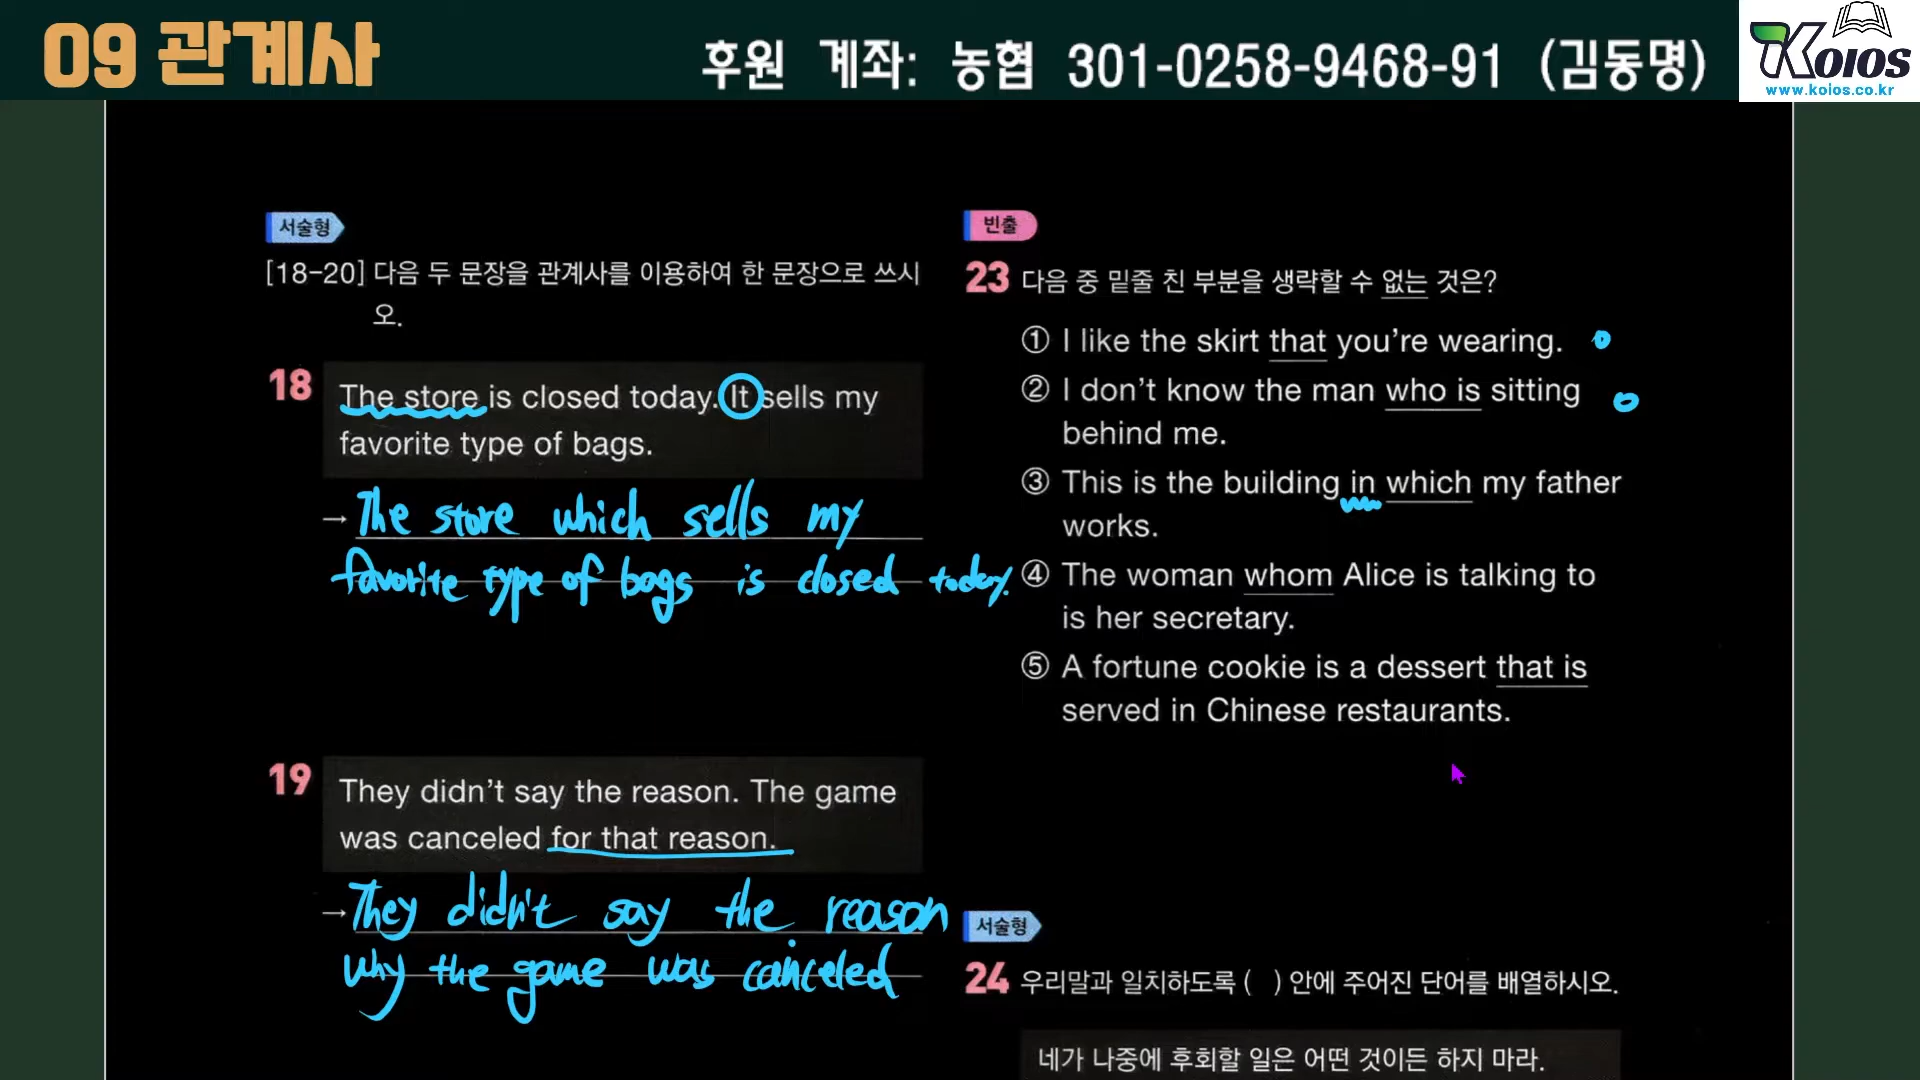 09 관계사
후원 계좌: 농협 301-0258-9468-91 (김동명)
KOIOS
www.koios.co.kr
서술형
[18-20] 다음 두 문장을 관계사를 이용하여 한 문장으로 쓰시
오.
18 The store is closed today. It sells my
favorite type of bags.
→ The store which sells my
favorite type of bags is closed today.
19 They didn't say the reason. The game
was canceled for that reason.
→ They didn't say the reason
why the game was canceled
빈출
23 다음 중 밑줄 친 부분을 생략할 수 없는 것은?
① I like the skirt that you're wearing.
② I don't know the man who is sitting
behind me.
③ This is the building in which my father
works.
④ The woman whom Alice is talking to
is her secretary.
⑤ A fortune cookie is a dessert that is
served in Chinese restaurants.
서술형
24 우리말과 일치하도록 ( ) 안에 주어진 단어를 배열하시오.
네가 나중에 후회할 일은 어떤 것이든 하지 마라.